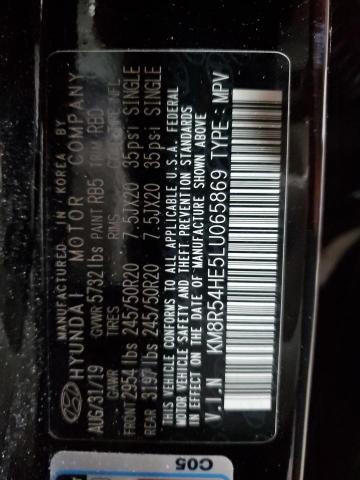 MANUFACTURED IN KOREA BY
HYUNDAI MOTOR COMPANY
AUG/31/19 GVWR 5732 lbs PAINT RB5 TRIM RED
GAWR TIRES RIMS COLD TIRE INFL
FRONT 2954 lbs 245/50R20 7.5JX20 35psi SINGLE
REAR 3197 lbs 245/50R20 7.5JX20 35 psi SINGLE
THIS VEHICLE CONFORMS TO ALL APPLICABLE U.S.A. FEDERAL
MOTOR VEHICLE SAFETY AND THEFT PREVENTION STANDARDS
IN EFFECT ON THE DATE OF MANUFACTURE SHOWN ABOVE
V.I.N : KM8R54HE5LU065869 TYPE : MPV
C05